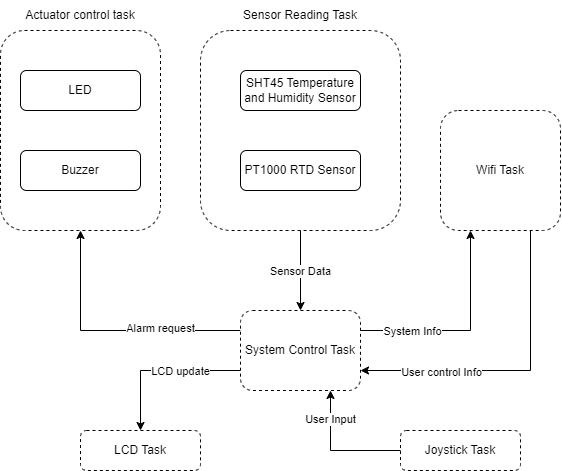 Actuator control task
Sensor Reading Task
LED
SHT45 Temperature
and Humidity Sensor
Buzzer
PT1000 RTD Sensor
Wifi Task
Sensor Data
Alarm request
System Info
System Control Task
LCD update
User control Info
User Input
LCD Task
Joystick Task